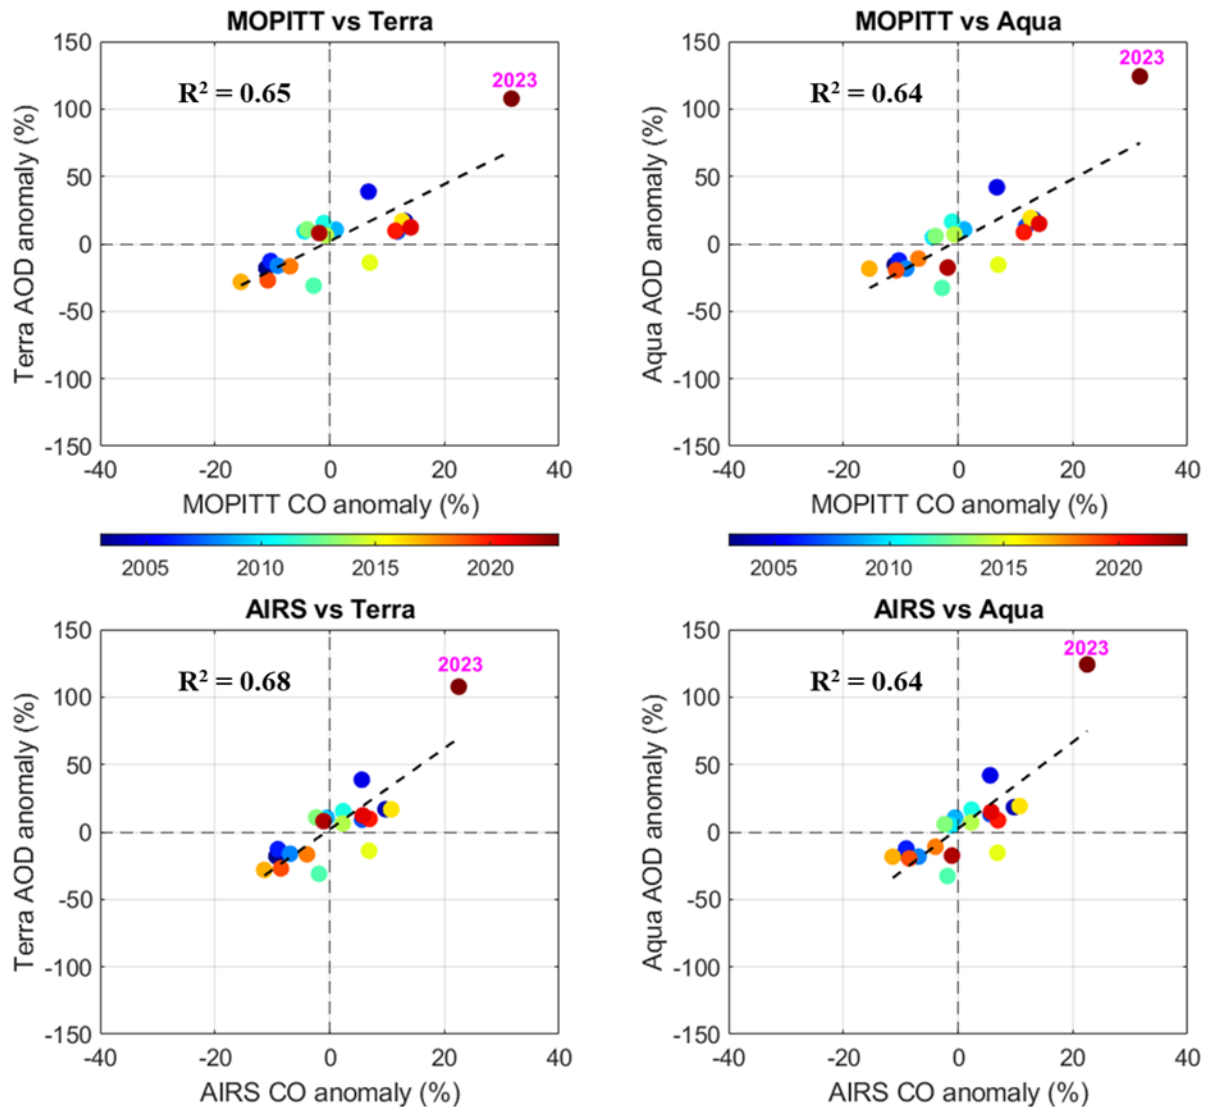 MOPITT vs Terra
150
100
50
0
-50
-100
-150
Terra AOD anomaly (%)
R² = 0.65
2023
-40 -20 0 20 40
MOPITT CO anomaly (%)
2005 2010 2015 2020
MOPITT vs Aqua
150
100
50
0
-50
-100
-150
Aqua AOD anomaly (%)
R² = 0.64
2023
-40 -20 0 20 40
MOPITT CO anomaly (%)
2005 2010 2015 2020
AIRS vs Terra
150
100
50
0
-50
-100
-150
Terra AOD anomaly (%)
R² = 0.68
2023
-40 -20 0 20 40
AIRS CO anomaly (%)
AIRS vs Aqua
150
100
50
0
-50
-100
-150
Aqua AOD anomaly (%)
R² = 0.64
2023
-40 -20 0 20 40
AIRS CO anomaly (%)